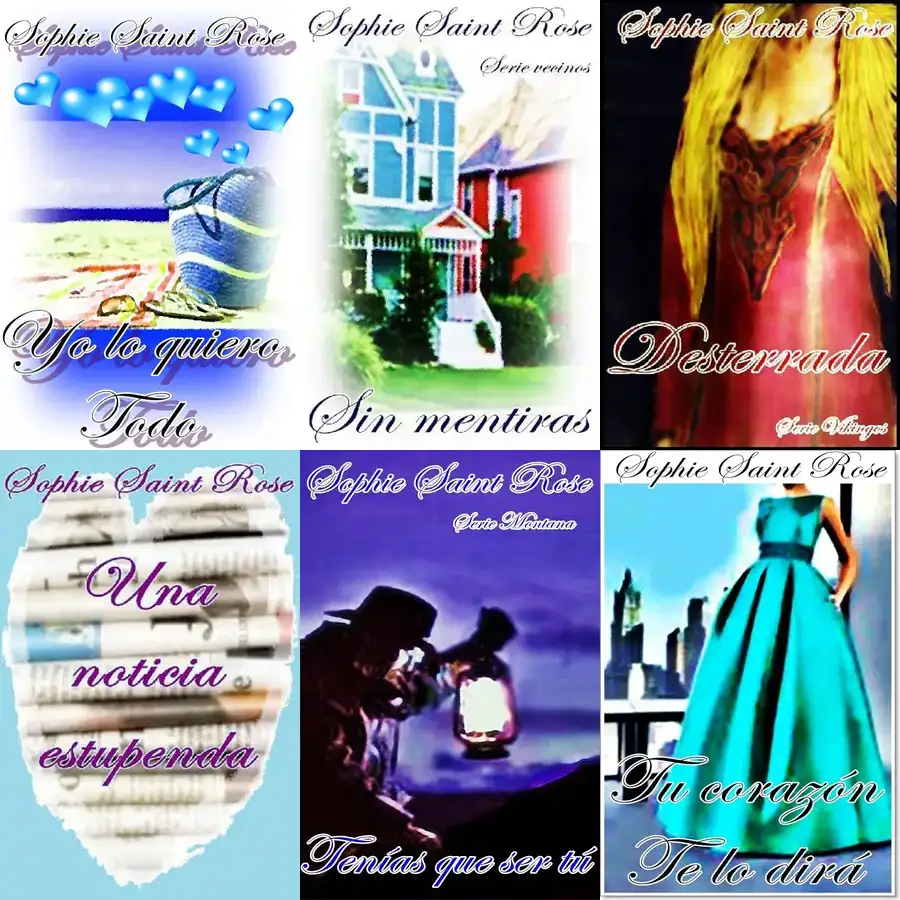 Sophie Saint Rose
Yo lo quiero
Todo
Sophie Saint Rose
Serie vecinos
Sin mentiras
Sophie Saint Rose
Desterrada
Serie Vikingos
Sophie Saint Rose
Una
noticia
estupenda
Sophie Saint Rose
Serie Montana
Tenías que ser tú
Sophie Saint Rose
Tu corazón
Te lo dirá